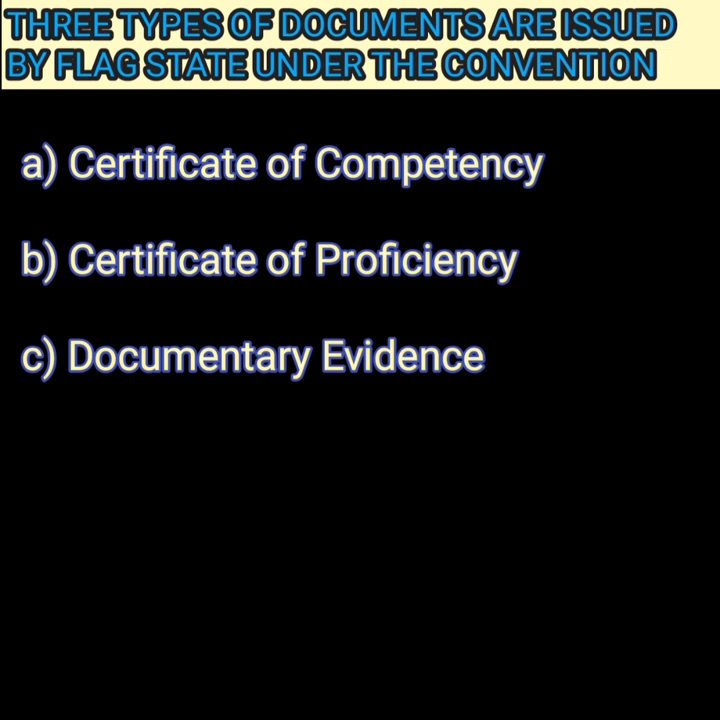 THREE TYPES OF DOCUMENTS ARE ISSUED
BY FLAG STATE UNDER THE CONVENTION
a) Certificate of Competency
b) Certificate of Proficiency
c) Documentary Evidence